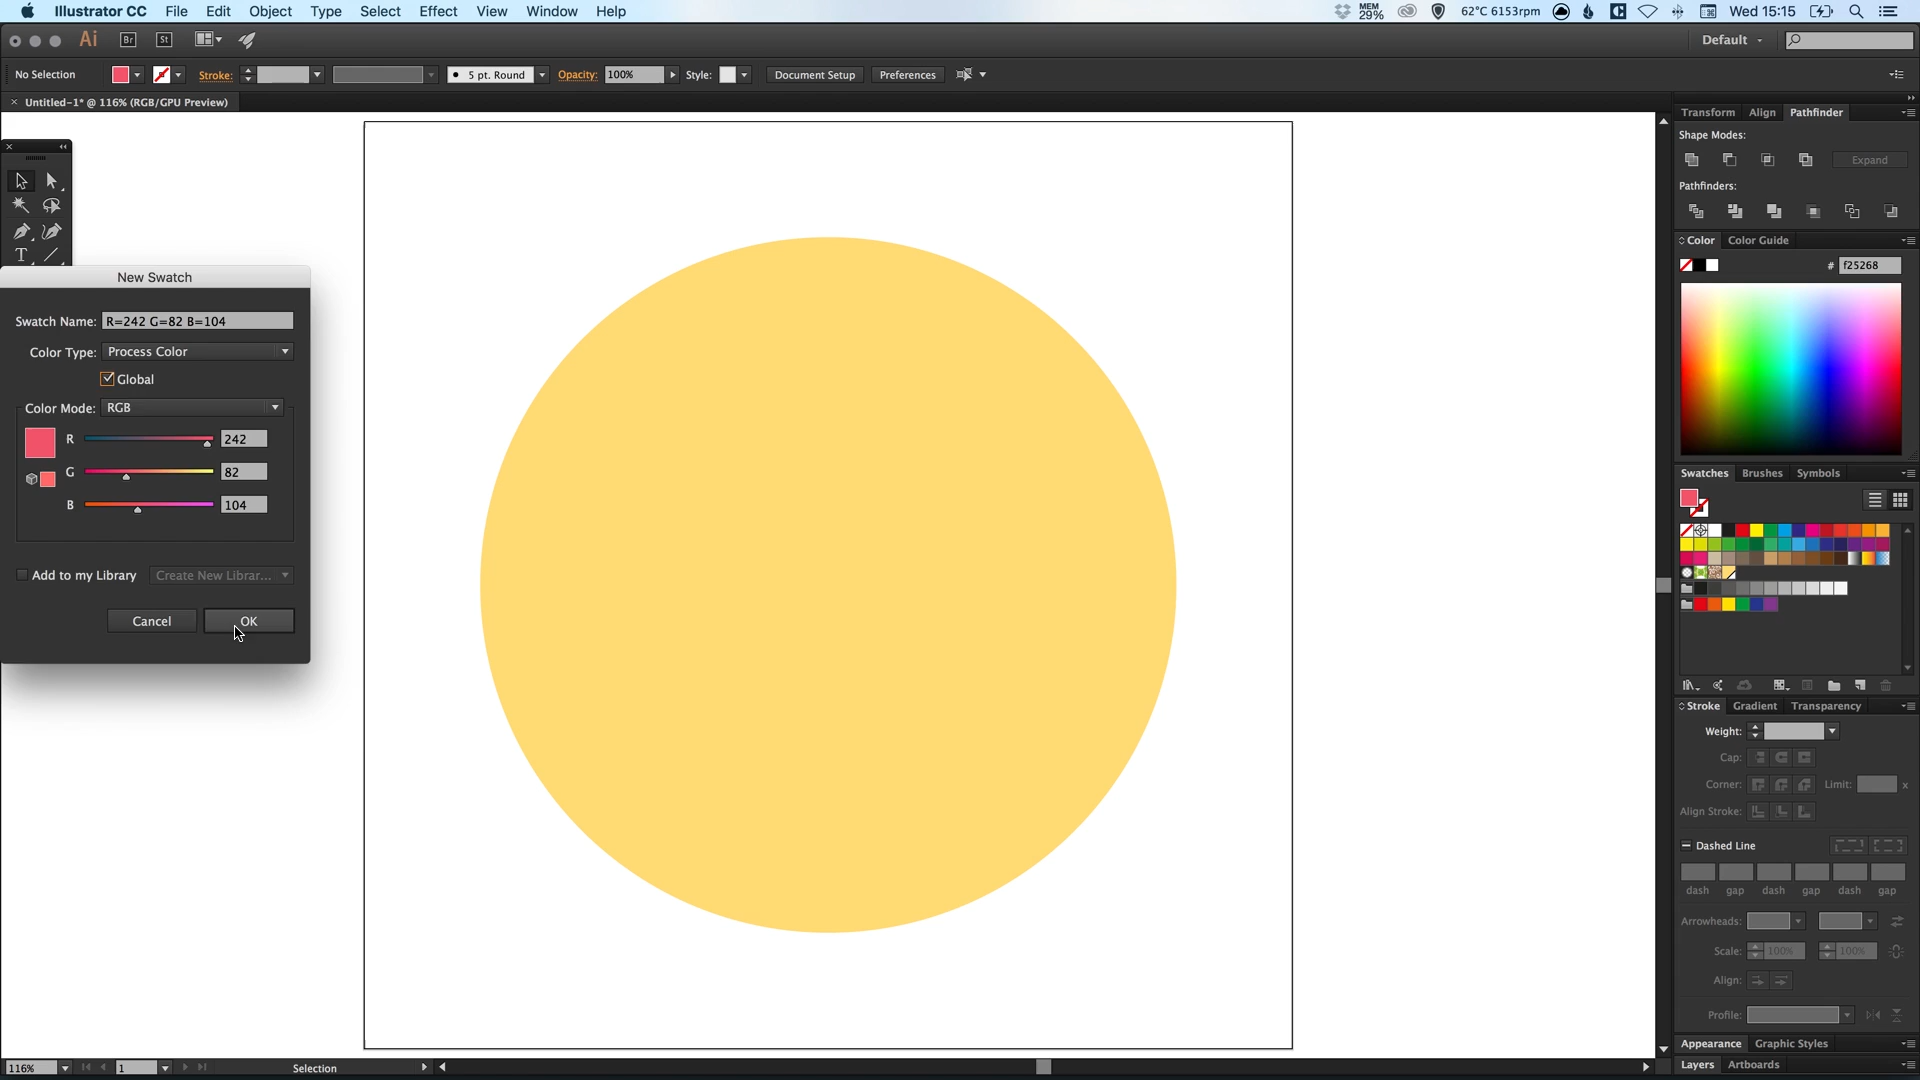 Illustrator CC File Edit Object Type Select Effect View Window Help MEM 29% 62°C 6153rpm Wed 15:15
Ai Br St Default
No Selection Stroke: 5 pt. Round Opacity: 100% Style: Document Setup Preferences
× Untitled-1* @ 116% (RGB/GPU Preview)
Transform Align Pathfinder
Shape Modes:
Expand
Pathfinders:
Color Color Guide
# f25268
New Swatch
Swatch Name: R=242 G=82 B=104
Color Type: Process Color
Global
Color Mode: RGB
R 242
G 82
B 104
Add to my Library Create New Librar...
Cancel OK
Swatches Brushes Symbols
Stroke Gradient Transparency
Weight:
Cap:
Corner: Limit: x
Align Stroke:
Dashed Line
dash gap dash gap dash gap
Arrowheads:
Scale: 100% 100%
Align:
Profile:
Appearance Graphic Styles
Layers Artboards
116% 1 Selection